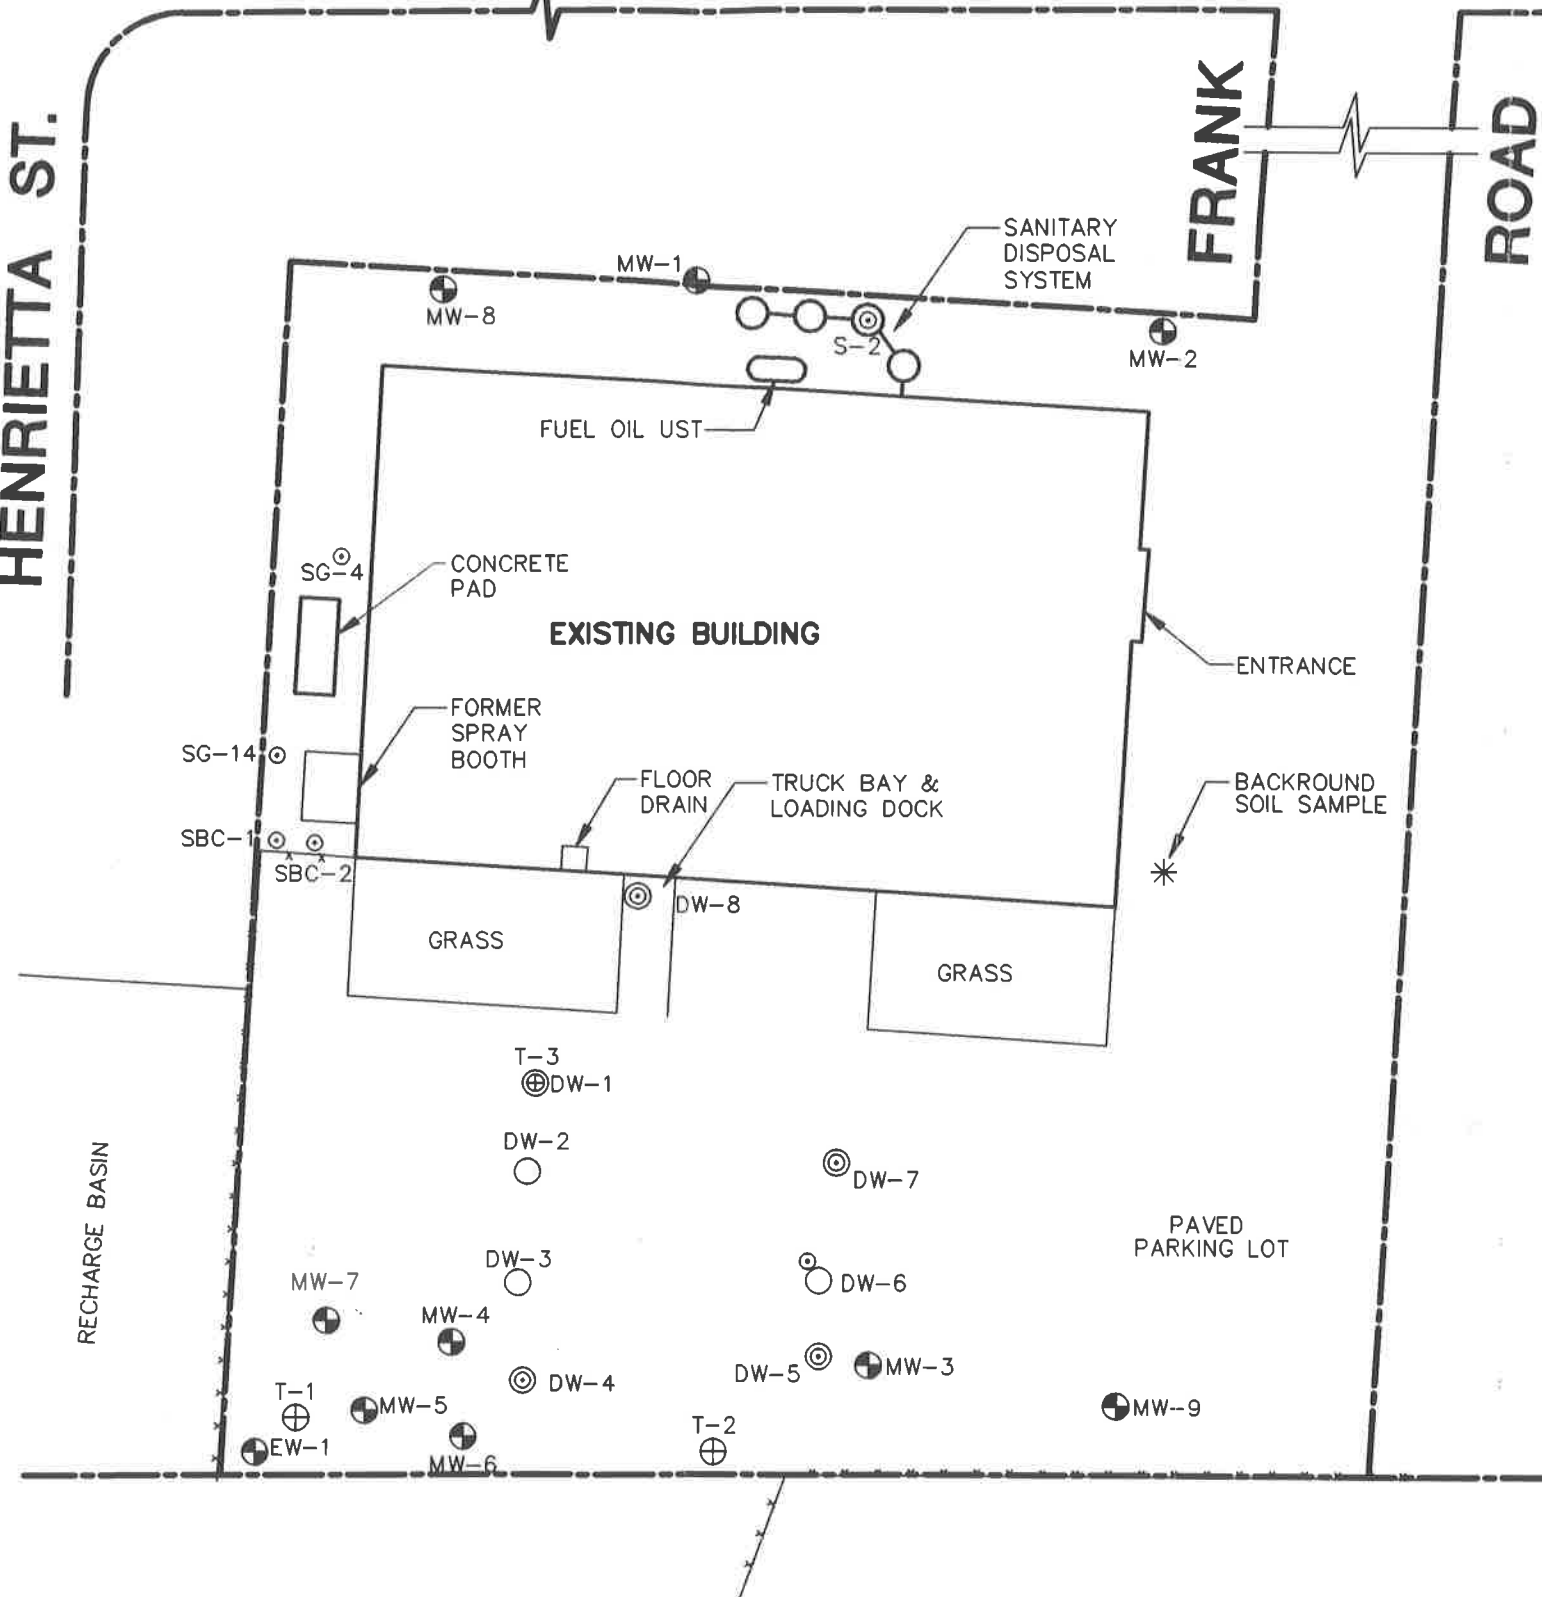 HENRIETTA ST.
FRANK
ROAD
SANITARY
DISPOSAL
SYSTEM
MW-1
MW-8
S-2
MW-2
FUEL OIL UST
SG-4
CONCRETE
PAD
EXISTING BUILDING
ENTRANCE
FORMER
SPRAY
BOOTH
SG-14
FLOOR
DRAIN
TRUCK BAY &
LOADING DOCK
BACKROUND
SOIL SAMPLE
SBC-1
SBC-2
DW-8
GRASS
GRASS
T-3
DW-1
DW-2
DW-7
RECHARGE BASIN
PAVED
PARKING LOT
DW-3
DW-6
MW-7
MW-4
DW-5
MW-3
DW-4
T-1
MW-5
MW-9
T-2
EW-1
MW-6